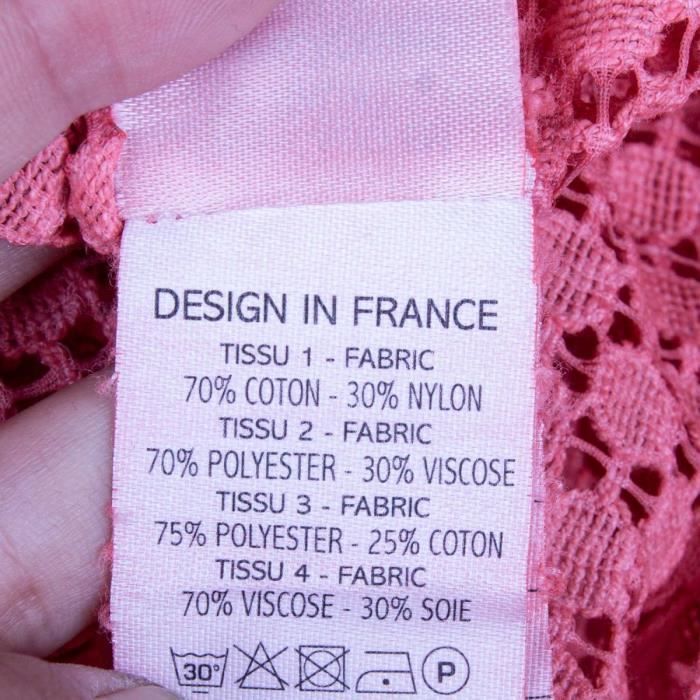 DESIGN IN FRANCE
TISSU 1 - FABRIC
70% COTON - 30% NYLON
TISSU 2 - FABRIC
70% POLYESTER - 30% VISCOSE
TISSU 3 - FABRIC
75% POLYESTER - 25% COTON
TISSU 4 - FABRIC
70% VISCOSE - 30% SOIE
30° P